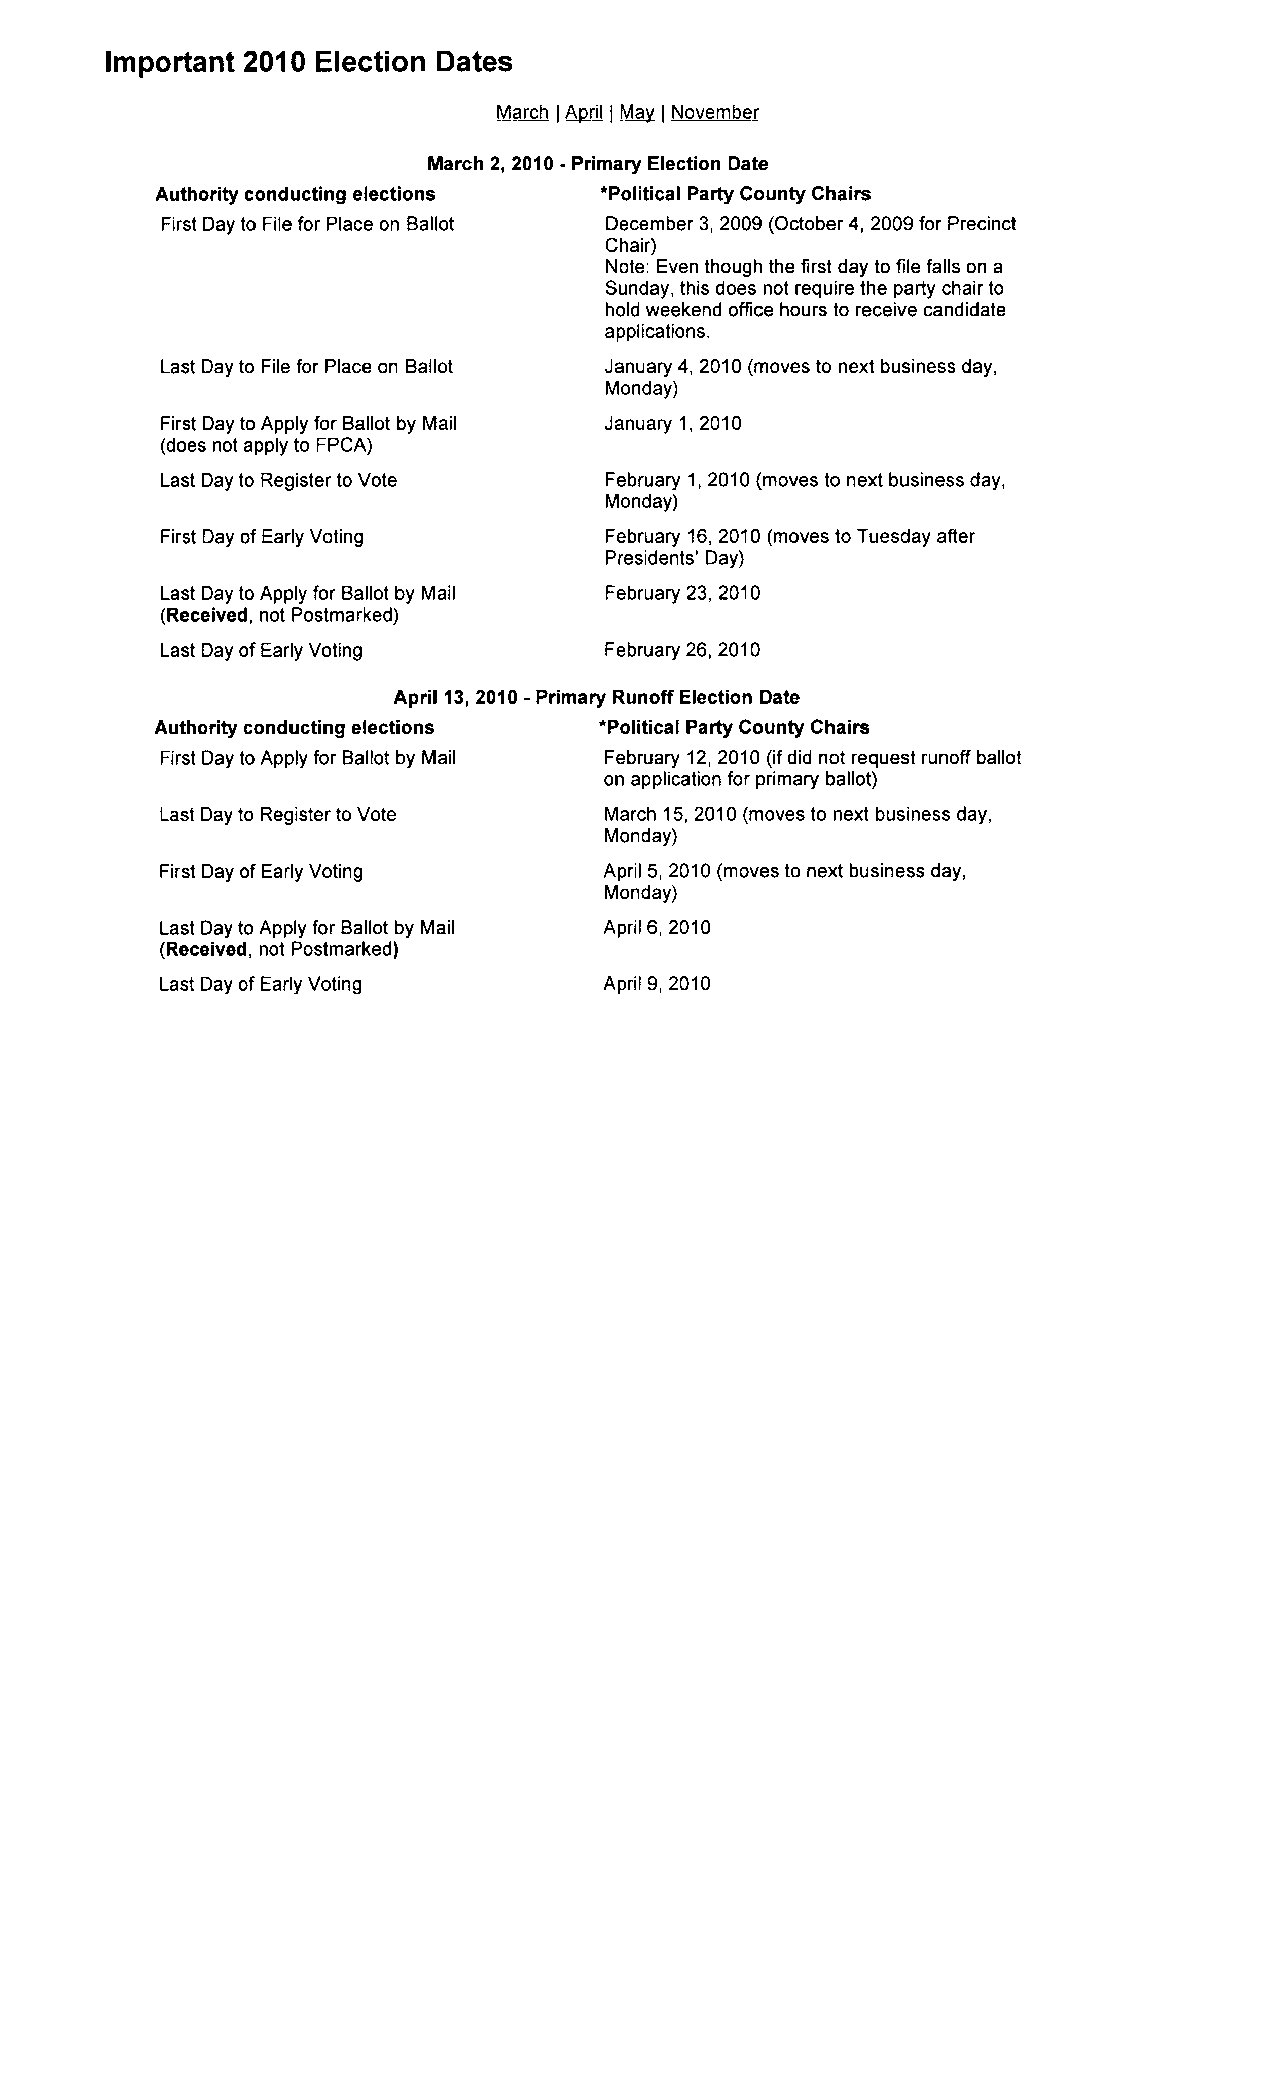 Important 2010 Election Dates
March | April | May | November
March 2, 2010 - Primary Election Date
Authority conducting elections *Political Party County Chairs
First Day to File for Place on Ballot December 3, 2009 (October 4, 2009 for Precinct
Chair)
Note: Even though the first day to file falls on a
Sunday, this does not require the party chair to
hold weekend office hours to receive candidate
applications.
Last Day to File for Place on Ballot January 4, 2010 (moves to next business day,
Monday)
First Day to Apply for Ballot by Mail January 1, 2010
(does not apply to FPCA)
Last Day to Register to Vote February 1, 2010 (moves to next business day,
Monday)
First Day of Early Voting February 16, 2010 (moves to Tuesday after
Presidents' Day)
Last Day to Apply for Ballot by Mail February 23, 2010
(Received, not Postmarked)
Last Day of Early Voting February 26, 2010
April 13, 2010 - Primary Runoff Election Date
Authority conducting elections *Political Party County Chairs
First Day to Apply for Ballot by Mail February 12, 2010 (if did not request runoff ballot
on application for primary ballot)
Last Day to Register to Vote March 15, 2010 (moves to next business day,
Monday)
First Day of Early Voting April 5, 2010 (moves to next business day,
Monday)
Last Day to Apply for Ballot by Mail April 6, 2010
(Received, not Postmarked)
Last Day of Early Voting April 9, 2010